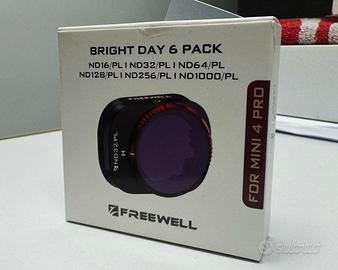 BRIGHT DAY 6 PACK
ND16/PL | ND32/PL | ND64/PL
ND128/PL | ND256/PL | ND1000/PL
ND32/PL
H
FREEWELL
FOR MINI 4 PRO
subito